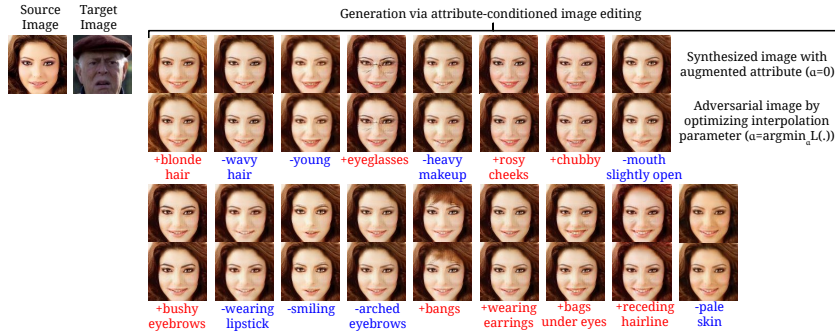 Source Image
Target Image
Generation via attribute-conditioned image editing
Synthesized image with
augmented attribute (α=0)
Adversarial image by
optimizing interpolation
parameter (α=argminαL(.))
+blonde hair
-wavy hair
-young
+eyeglasses
-heavy makeup
+rosy cheeks
+chubby
-mouth slightly open
+bushy eyebrows
-wearing lipstick
-smiling
-arched eyebrows
+bangs
+wearing earrings
+bags under eyes
+receding hairline
-pale skin